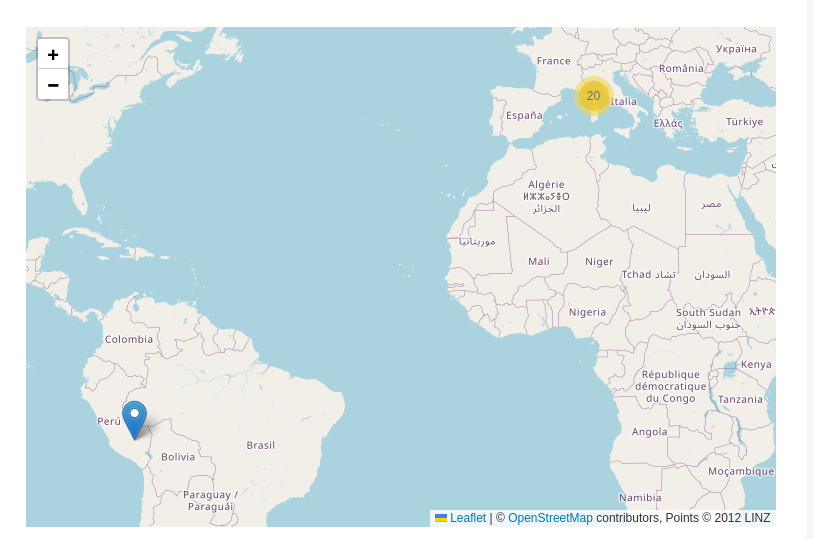 +
−
Україна
France
România
20
Italia
España
Ελλάς
Türkiye
Algérie
ⵍⵣⵣⴰⵢⴻⵔ
الجزائر
ليبيا
مصر
موريتانيا
Mali
Niger
Tchad تشاد
السودان
Nigeria
South Sudan
جنوب السودان
Colombia
Kenya
République
démocratique
du Congo
Tanzania
Perú
Angola
Brasil
Bolivia
Moçambique
Paraguay /
Paraguái
Namibia
Leaflet | © OpenStreetMap contributors, Points © 2012 LINZ